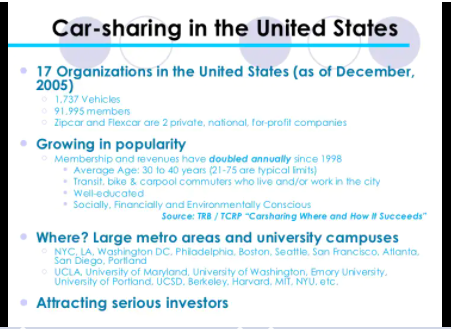 Car-sharing in the United States
17 Organizations in the United States (as of December,
2005)
1,737 Vehicles
91,995 members
Zipcar and Flexcar are 2 private, national, for-profit companies
Growing in popularity
Membership and revenues have doubled annually since 1998
Average Age: 30 to 40 years (21-75 are typical limits)
Transit, bike & carpool commuters who live and/or work in the city
Well-educated
Socially, Financially and Environmentally Conscious
Source: TRB / TCRP "Carsharing Where and How It Succeeds"
Where? Large metro areas and university campuses
NYC, LA, Washington DC, Philadelphia, Boston, Seattle, San Francisco, Atlanta,
San Diego, Portland
UCLA, University of Maryland, University of Washington, Emory University,
University of Portland, UCSD, Berkeley, Harvard, MIT, NYU, etc.
Attracting serious investors